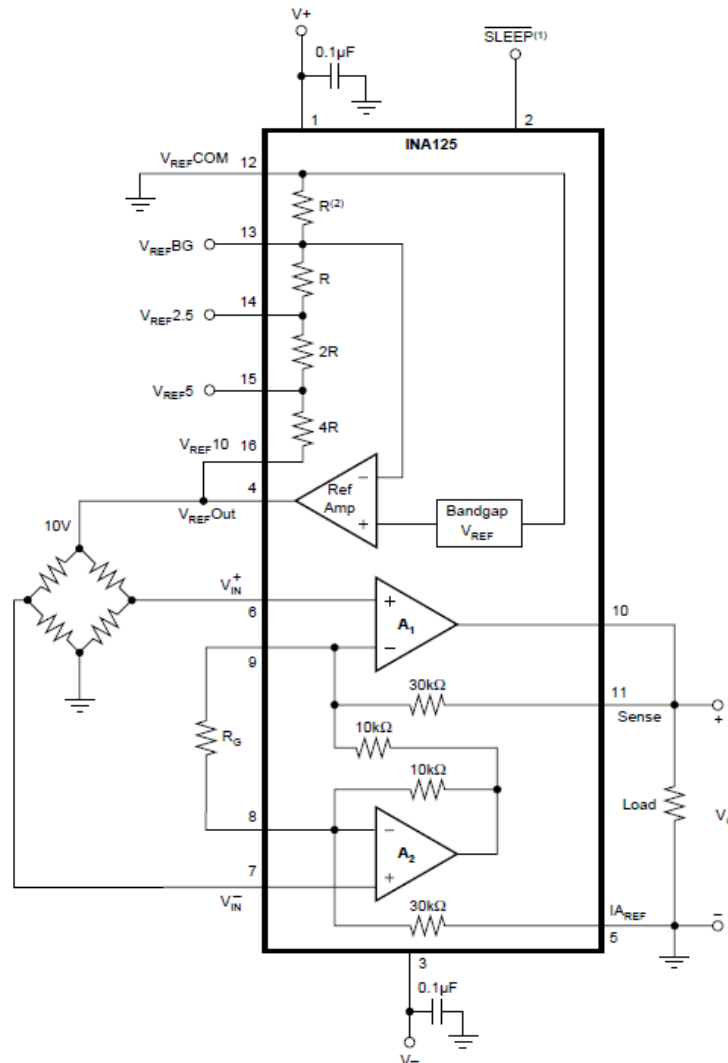 V+
SLEEP(1)
0.1µF
1
2
INA125
VREFCOM
12
R(2)
13
VREFBG
R
14
VREF2.5
2R
15
VREF5
4R
VREF10
16
4
Ref
Amp
−
+
Bandgap
VREF
VREFOut
10V
V+IN
6
+
A1
−
10
9
30kΩ
11
Sense
+
10kΩ
RG
10kΩ
Load
8
−
A2
+
7
V−IN
30kΩ
IAREF
−
5
3
0.1µF
V−